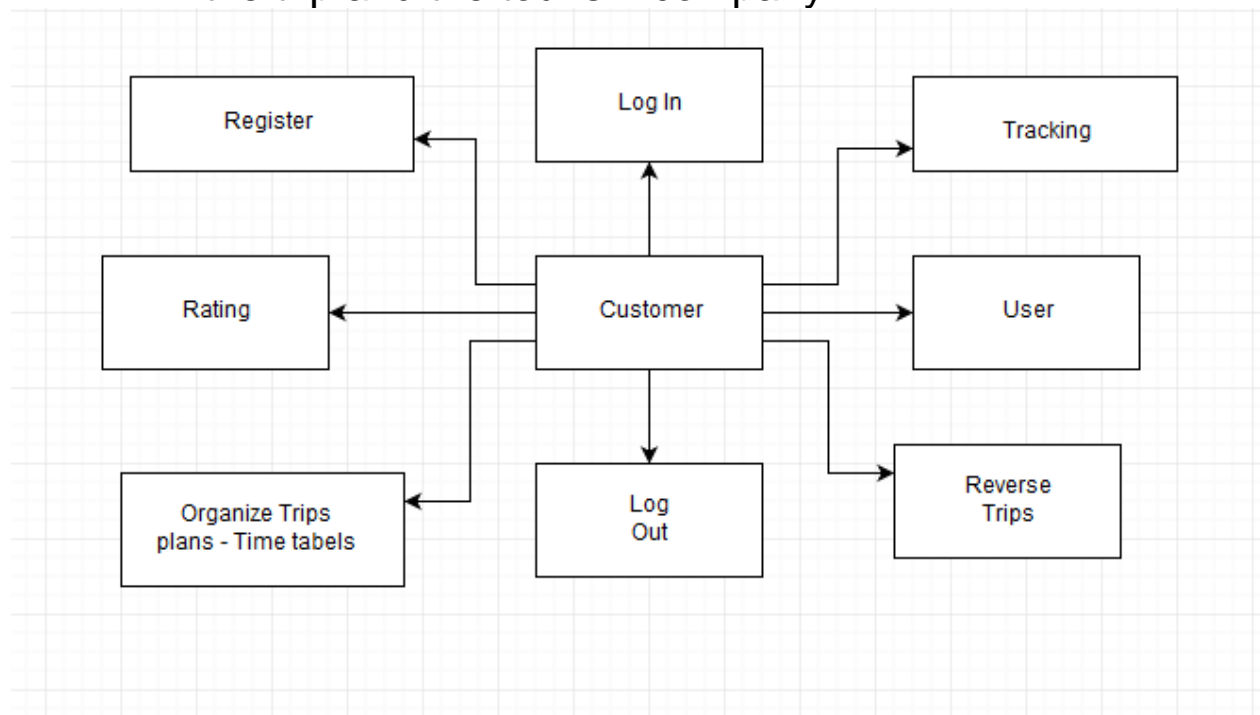 Register
Log In
Tracking
Rating
Customer
User
Organize Trips
plans - Time tabels
Log
Out
Reverse
Trips